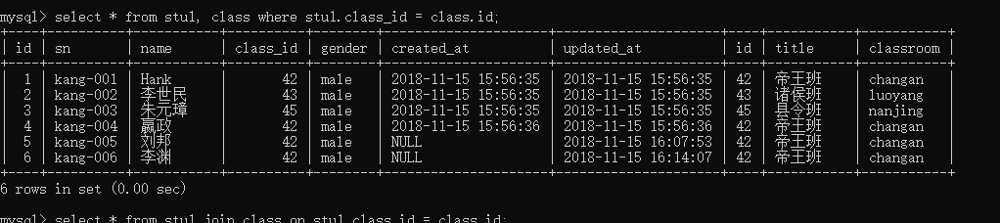 mysql> select * from stu1, class where stu1.class_id = class.id;
+----+----------+--------+----------+--------+---------------------+---------------------+----+--------+-----------+
| id | sn | name | class_id | gender | created_at | updated_at | id | title | classroom |
+----+----------+--------+----------+--------+---------------------+---------------------+----+--------+-----------+
| 1 | kang-001 | Hank | 42 | male | 2018-11-15 15:56:35 | 2018-11-15 15:56:35 | 42 | 帝王班 | changan |
| 2 | kang-002 | 李世民 | 43 | male | 2018-11-15 15:56:35 | 2018-11-15 15:56:35 | 43 | 诸侯班 | luoyang |
| 3 | kang-003 | 朱元璋 | 45 | male | 2018-11-15 15:56:35 | 2018-11-15 15:56:35 | 45 | 县令班 | nanjing |
| 4 | kang-004 | 嬴政 | 42 | male | 2018-11-15 15:56:36 | 2018-11-15 15:56:36 | 42 | 帝王班 | changan |
| 5 | kang-005 | 刘邦 | 42 | male | NULL | 2018-11-15 16:07:53 | 42 | 帝王班 | changan |
| 6 | kang-006 | 李渊 | 42 | male | NULL | 2018-11-15 16:14:07 | 42 | 帝王班 | changan |
+----+----------+--------+----------+--------+---------------------+---------------------+----+--------+-----------+
6 rows in set (0.00 sec)
mysql> select * from stu1 join class on stu1.class_id = class.id;